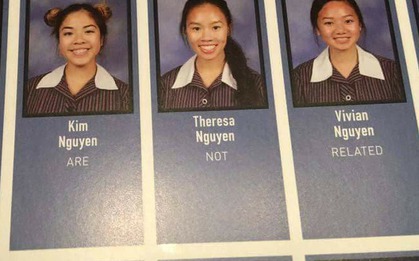 Kim
Nguyen
ARE
Theresa
Nguyen
NOT
Vivian
Nguyen
RELATED